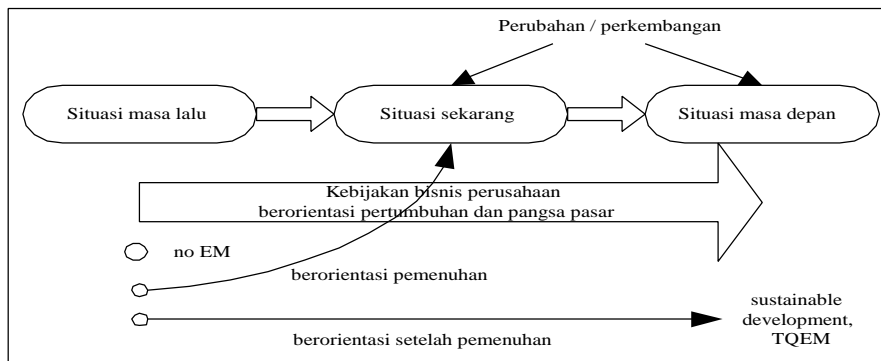 Perubahan / perkembangan
Situasi masa lalu
Situasi sekarang
Situasi masa depan
Kebijakan bisnis perusahaan
berorientasi pertumbuhan dan pangsa pasar
no EM
berorientasi pemenuhan
berorientasi setelah pemenuhan
sustainable
development,
TQEM